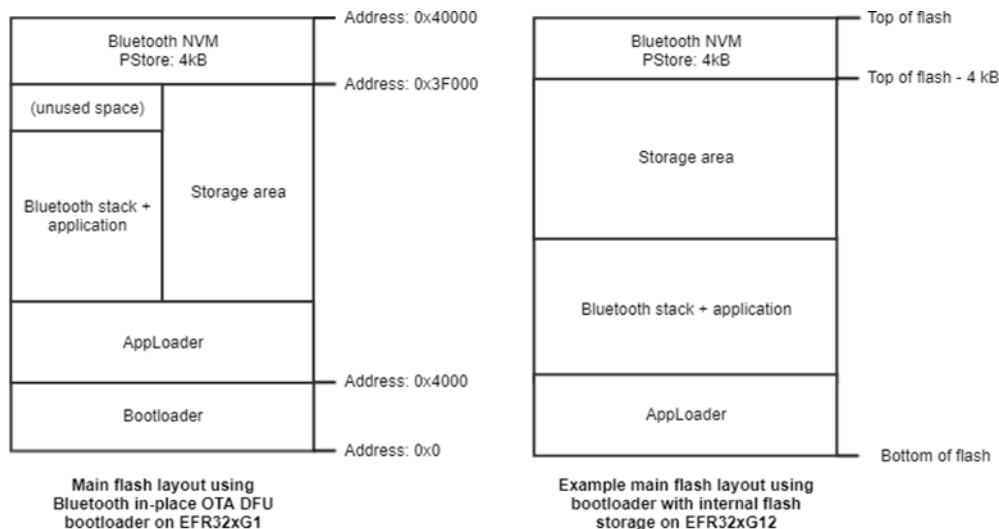 Address: 0x40000
Bluetooth NVM
PStore: 4kB
Address: 0x3F000
(unused space)
Storage area
Bluetooth stack +
application
AppLoader
Address: 0x4000
Bootloader
Address: 0x0
Main flash layout using
Bluetooth in-place OTA DFU
bootloader on EFR32xG1
Top of flash
Bluetooth NVM
PStore: 4kB
Top of flash - 4 kB
Storage area
Bluetooth stack + application
AppLoader
Bottom of flash
Example main flash layout using
bootloader with internal flash
storage on EFR32xG12